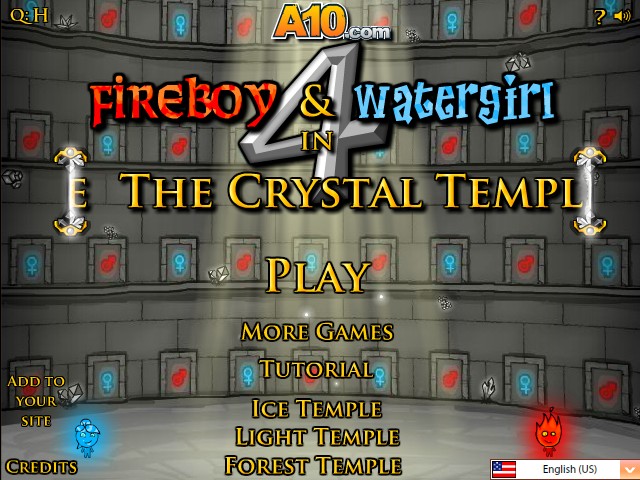 Q: H
A10.com
?
4
FIREBOY & WATERGIRL
IN
E THE CRYSTAL TEMPL
PLAY
MORE GAMES
TUTORIAL
ADD TO
YOUR
SITE
ICE TEMPLE
LIGHT TEMPLE
FOREST TEMPLE
CREDITS
English (US)